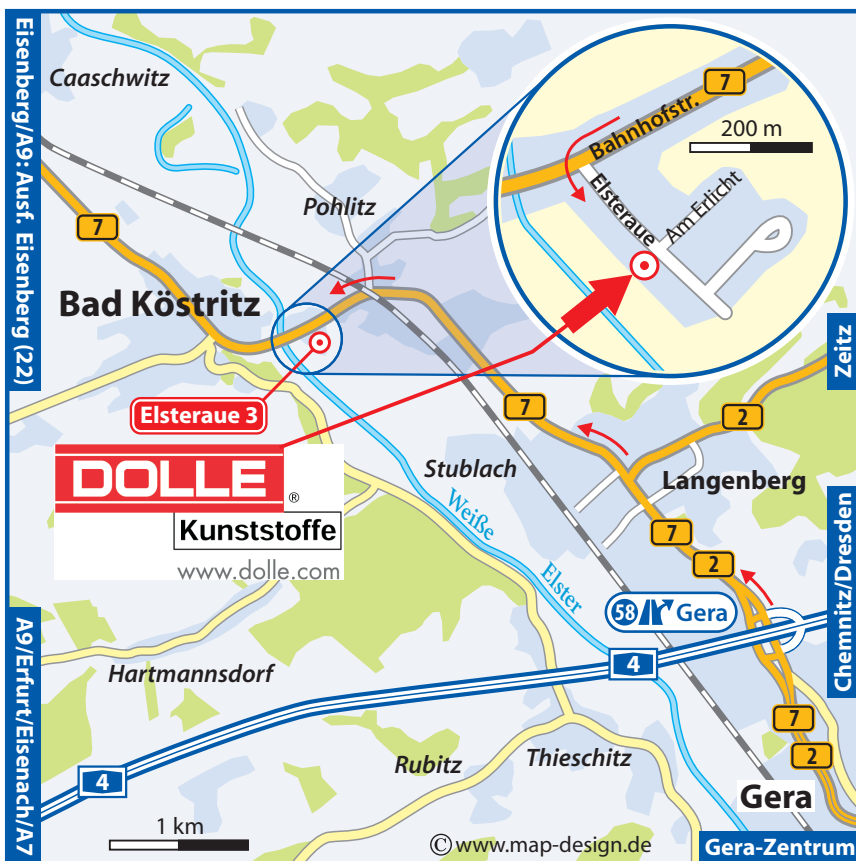 Eisenberg/A9: Ausf. Eisenberg (22)
Caaschwitz
7
Bahnhofstr.
200 m
Elsteraue
Am Erlicht
Pohlitz
7
Bad Köstritz
Zeitz
Elsteraue 3
7
2
DOLLE
®
Kunststoffe
www.dolle.com
Stublach
Langenberg
Weiße
Elster
7
2
58 Gera
Chemnitz/Dresden
4
A9/Erfurt/Eisenach/A7
Hartmannsdorf
7
2
Rubitz
Thieschitz
4
Gera
1 km
© www.map-design.de
Gera-Zentrum